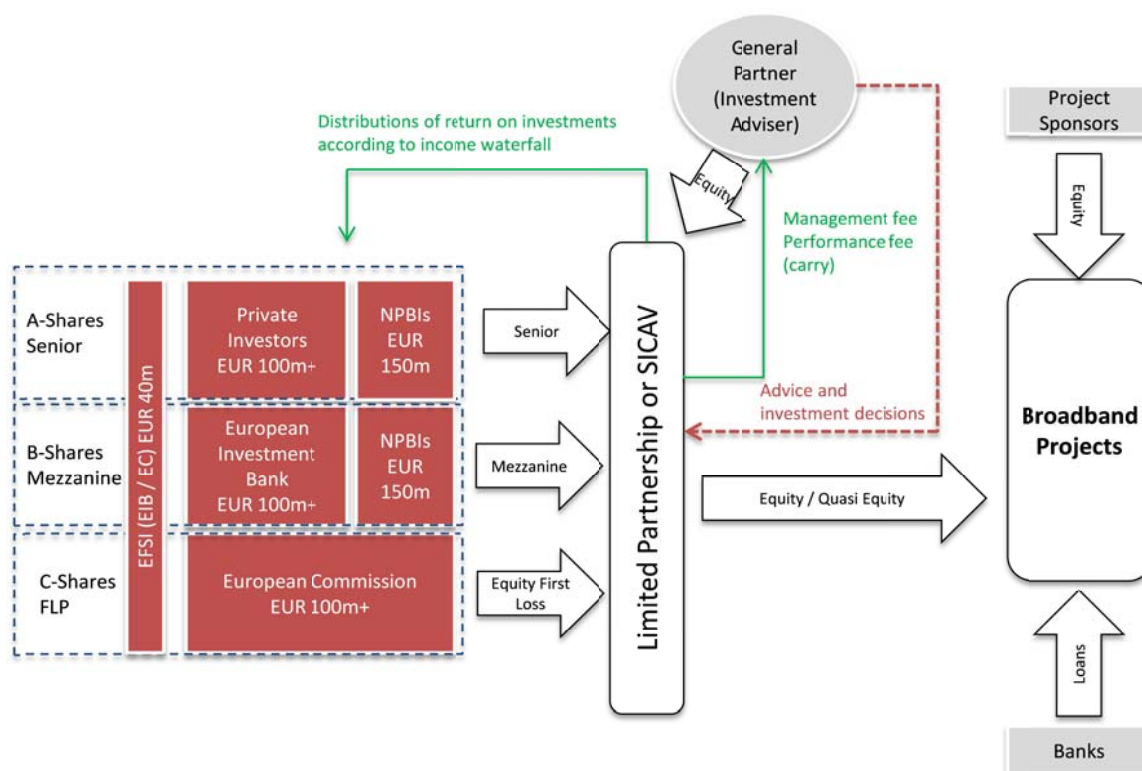 General
Partner
(Investment
Adviser)
Project
Sponsors
Distributions of return on investments
according to income waterfall
Equity
Equity
Management fee
Performance fee
(carry)
A-Shares
Senior
EFSI (EIB / EC) EUR 40m
Private
Investors
EUR 100m+
NPBIs
EUR
150m
Senior
Limited Partnership or SICAV
Advice and
investment decisions
Broadband
Projects
B-Shares
Mezzanine
European
Investment
Bank
EUR 100m+
NPBIs
EUR
150m
Mezzanine
Equity / Quasi Equity
C-Shares
FLP
European Commission
EUR 100m+
Equity First
Loss
Loans
Banks